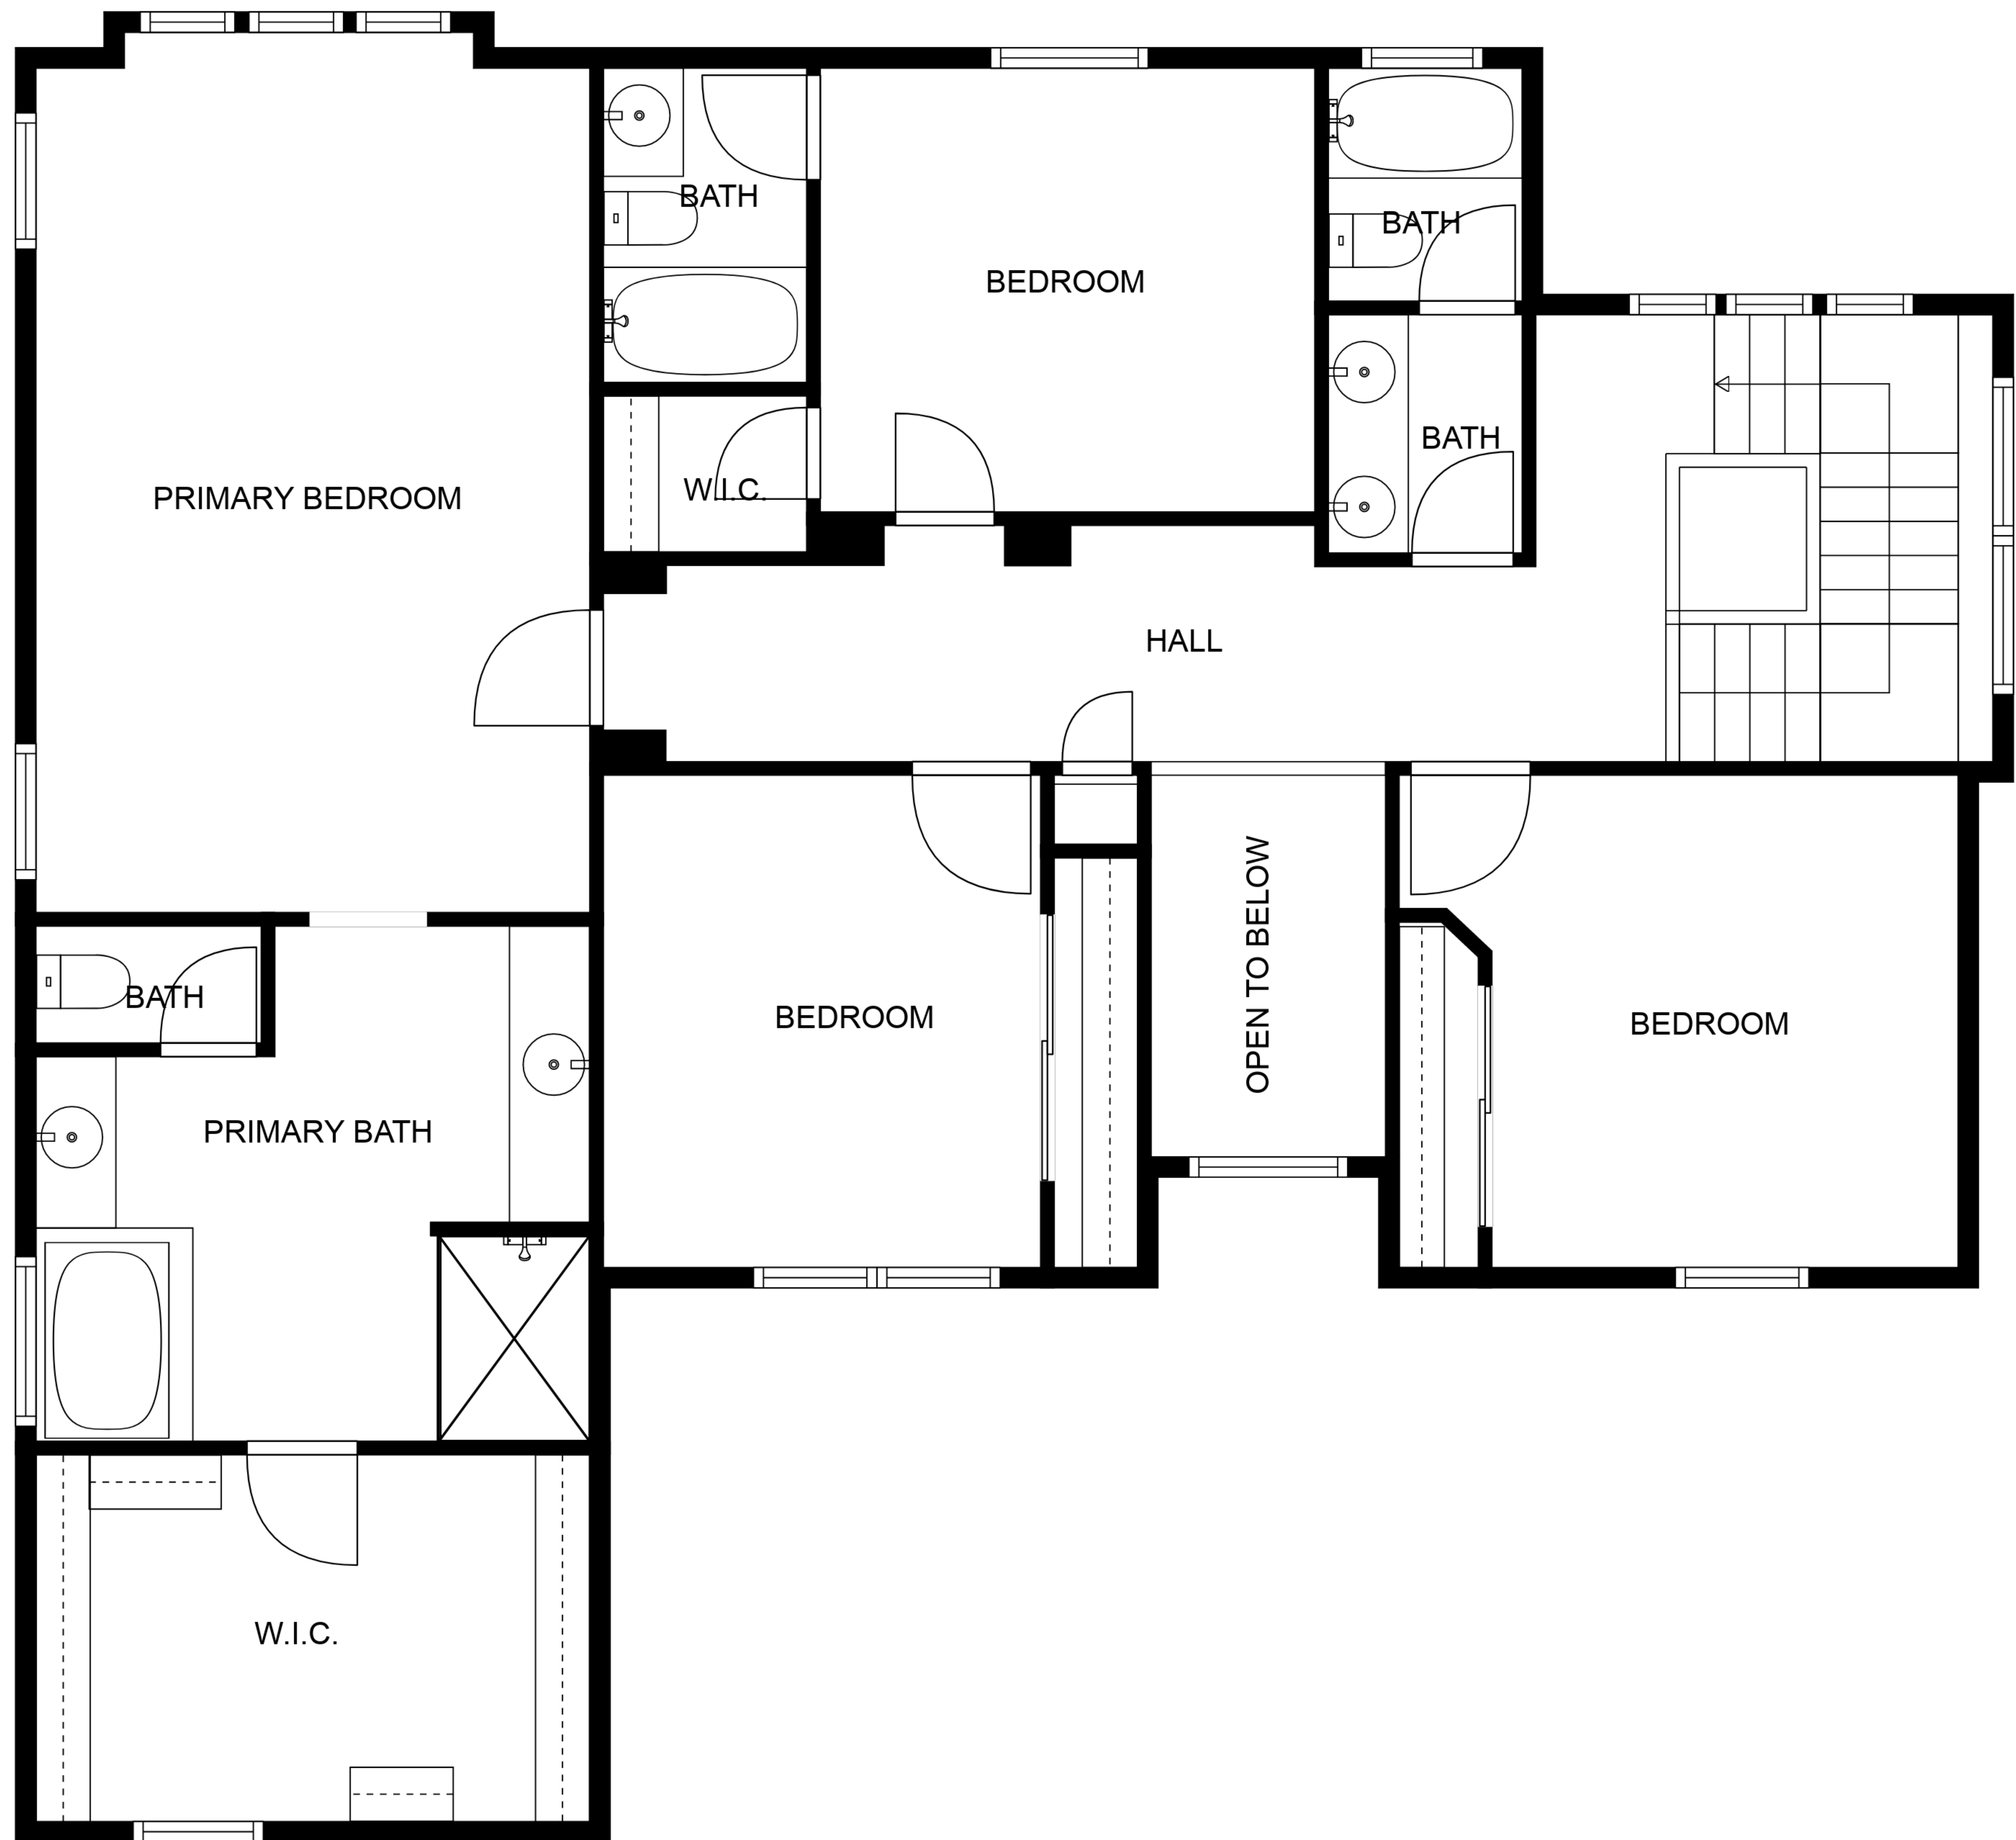 BATH
BATH
BEDROOM
BATH
W.I.C.
PRIMARY BEDROOM
HALL
BATH
BEDROOM
OPEN TO BELOW
BEDROOM
PRIMARY BATH
W.I.C.